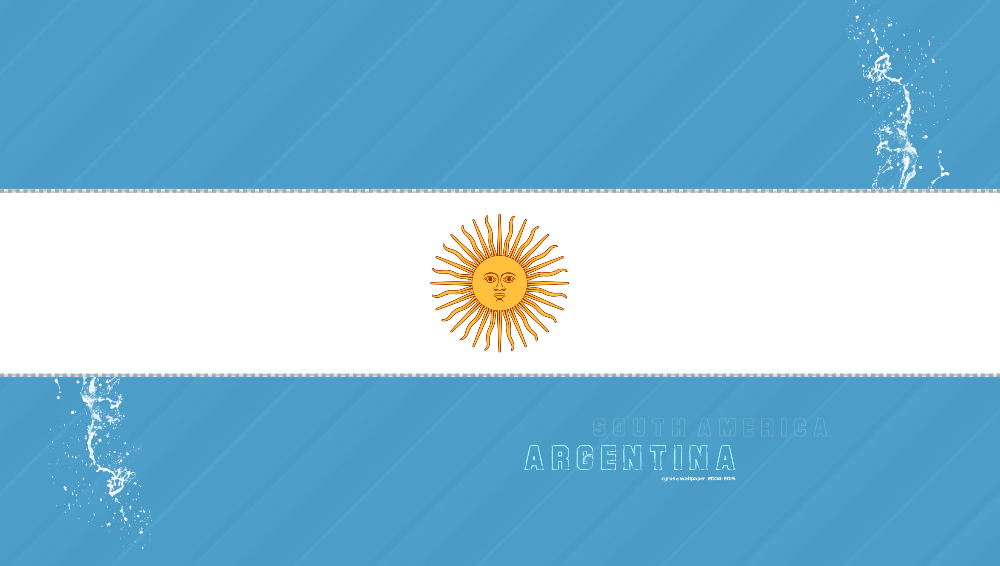 SOUTH AMERICA
ARGENTINA
cyrus® wallpaper 2004-2015.